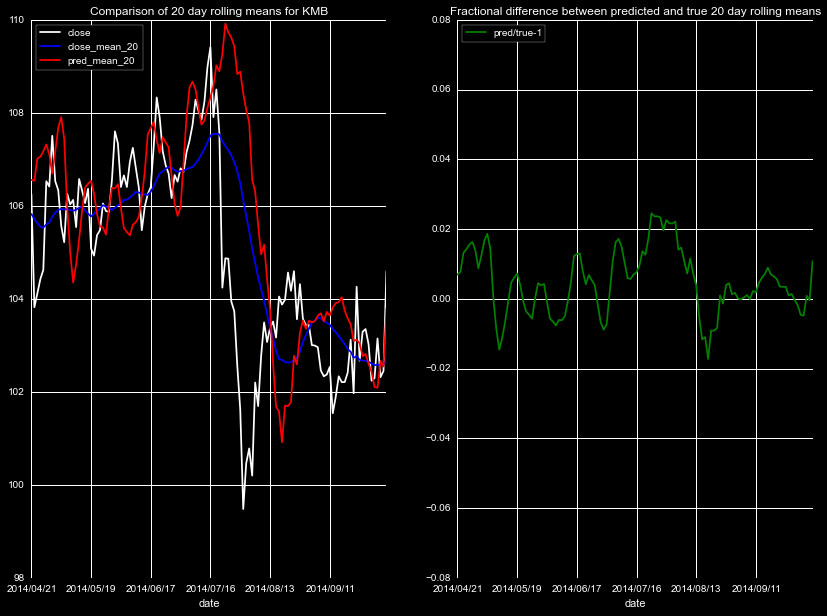 Comparison of 20 day rolling means for KMB
close
close_mean_20
pred_mean_20
110
108
106
104
102
100
98
2014/04/21 2014/05/19 2014/06/17 2014/07/16 2014/08/13 2014/09/11
date
Fractional difference between predicted and true 20 day rolling means
pred/true-1
0.08
0.06
0.04
0.02
0.00
−0.02
−0.04
−0.06
−0.08
2014/04/21 2014/05/19 2014/06/17 2014/07/16 2014/08/13 2014/09/11
date